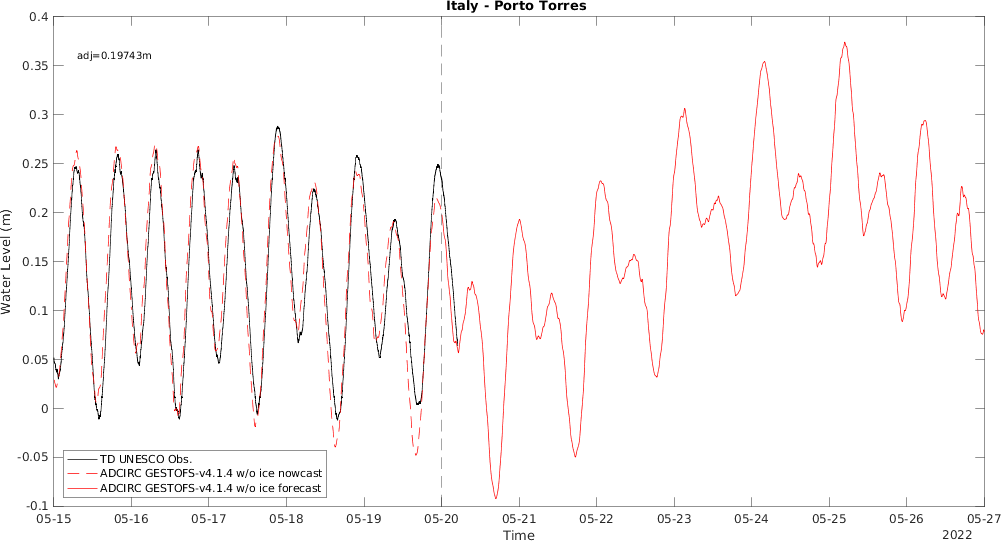 Italy - Porto Torres
adj=0.19743m
Water Level (m)
0.4
0.35
0.3
0.25
0.2
0.15
0.1
0.05
0
-0.05
-0.1
TD UNESCO Obs.
ADCIRC GESTOFS-v4.1.4 w/o ice nowcast
ADCIRC GESTOFS-v4.1.4 w/o ice forecast
05-15 05-16 05-17 05-18 05-19 05-20 05-21 05-22 05-23 05-24 05-25 05-26 05-27
Time
2022